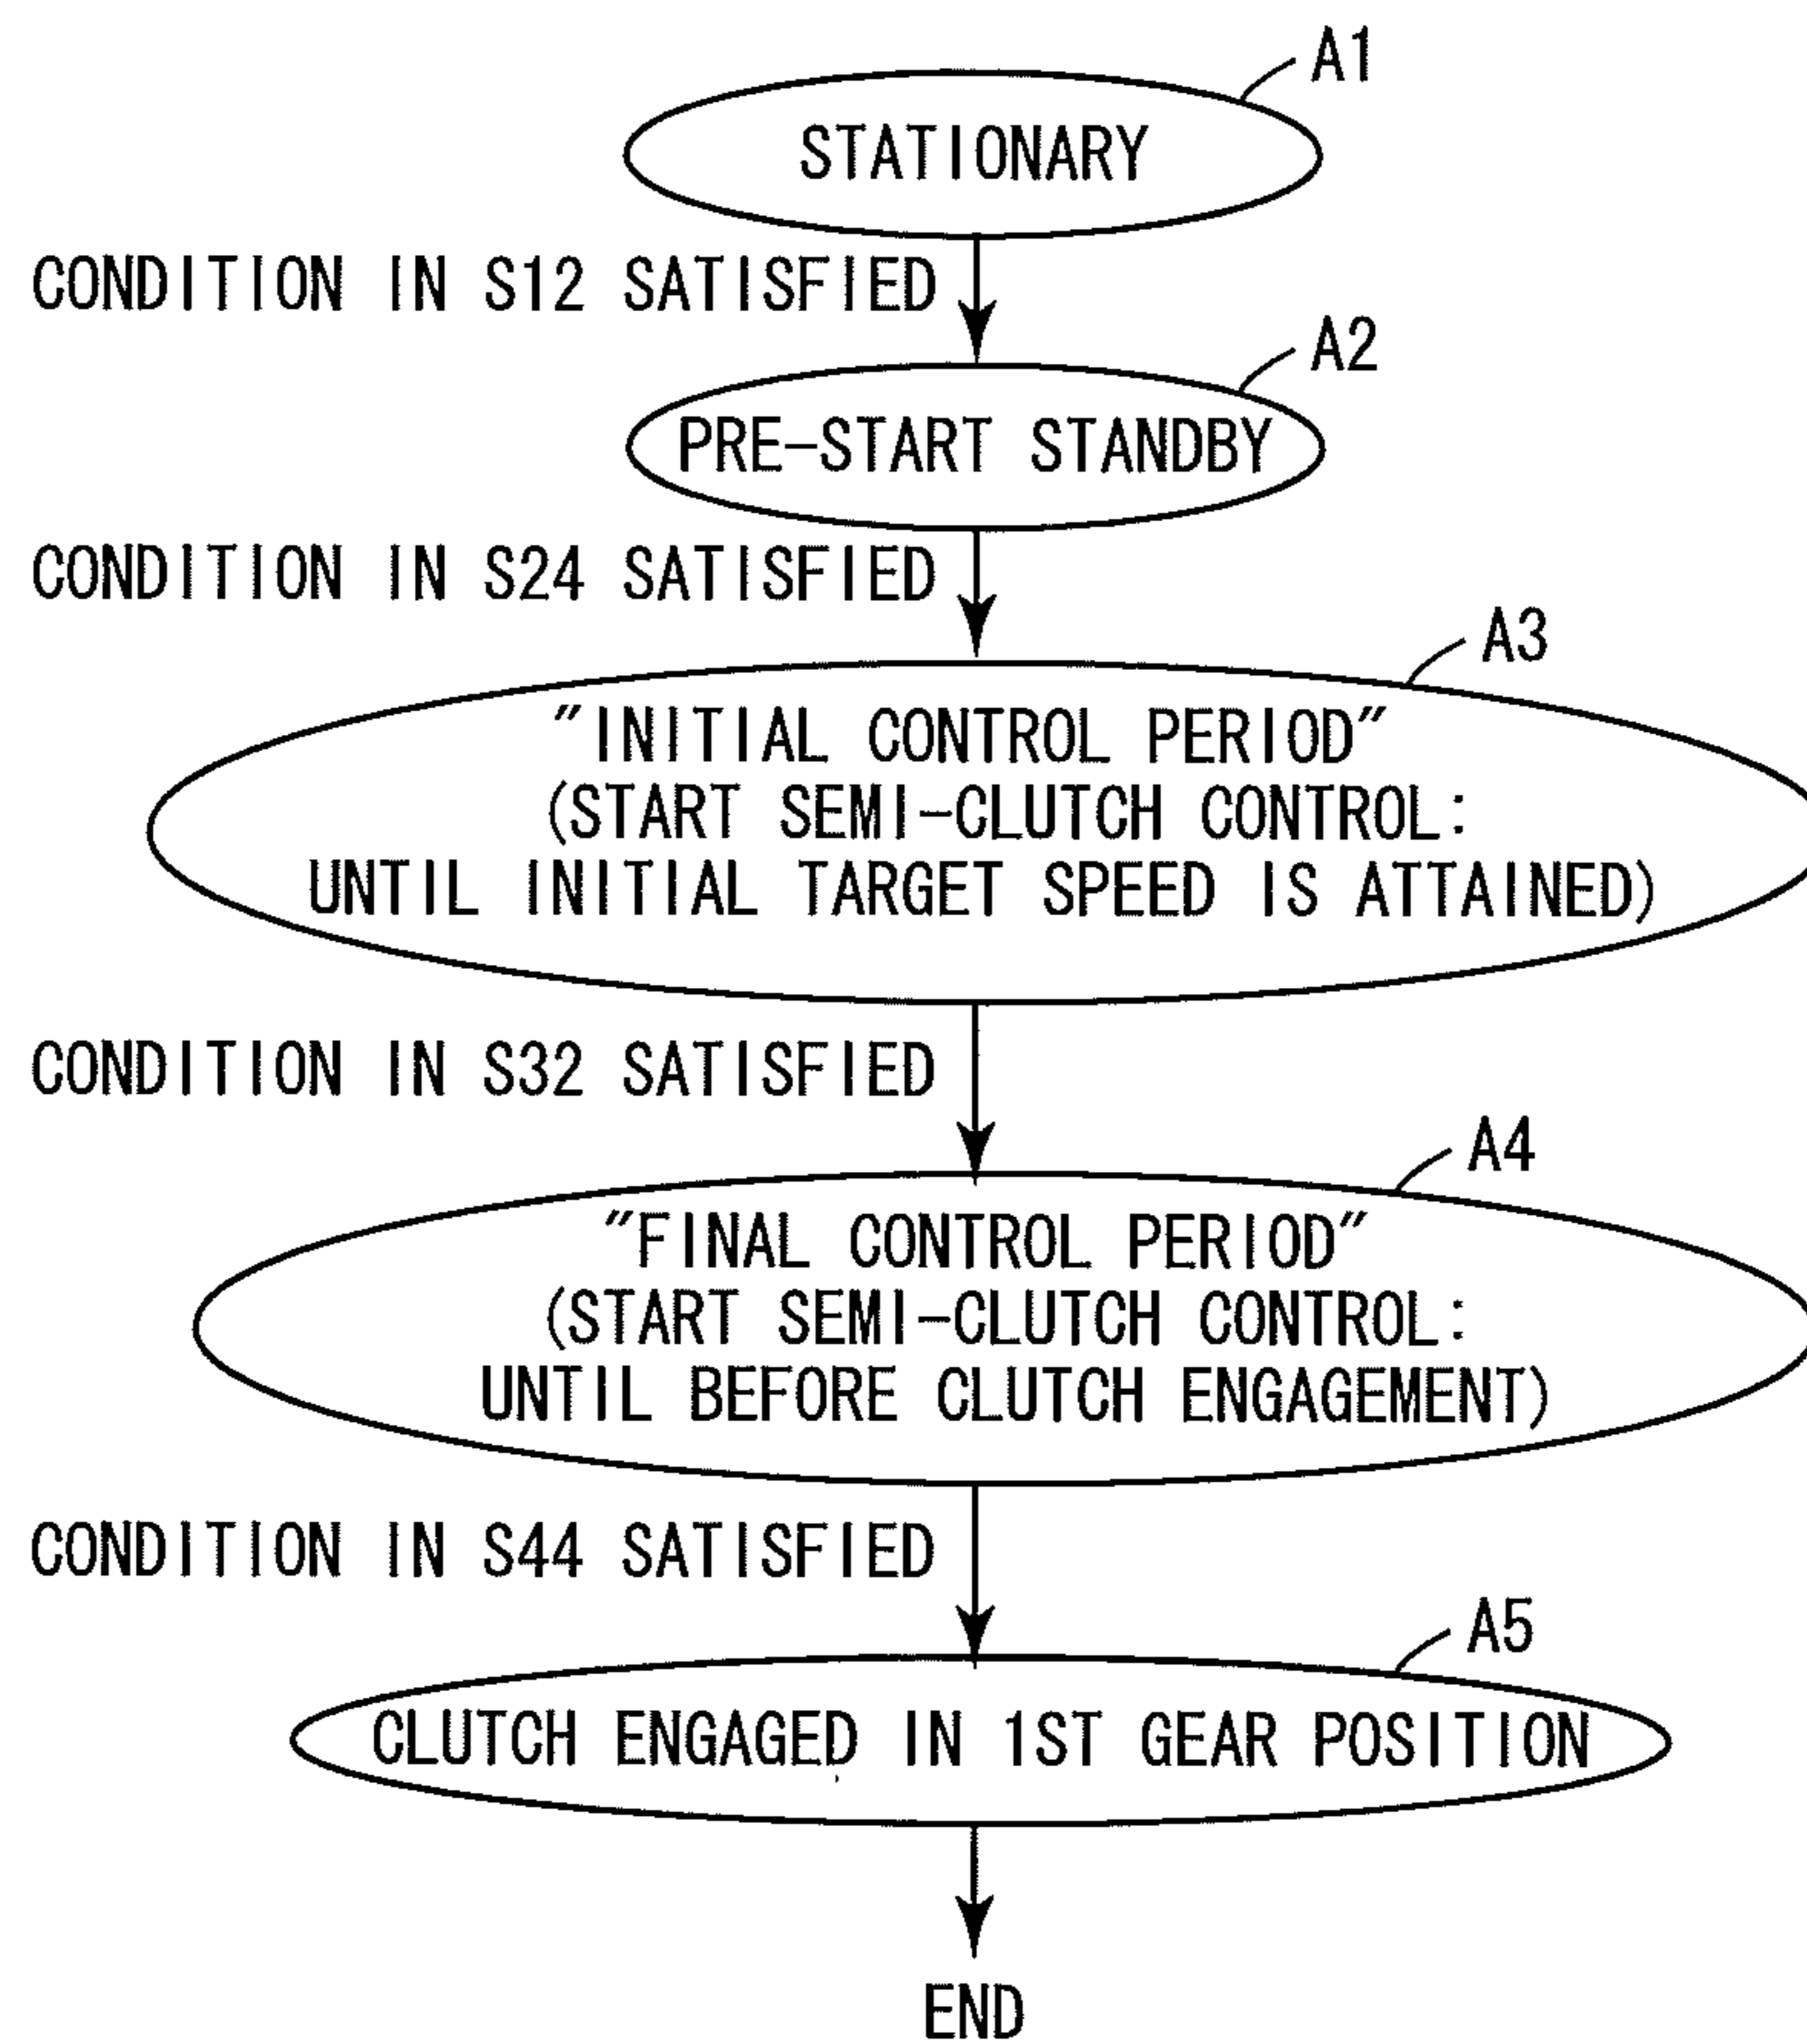 A1
STATIONARY
CONDITION IN S12 SATISFIED
A2
PRE-START STANDBY
CONDITION IN S24 SATISFIED
A3
"INITIAL CONTROL PERIOD"
(START SEMI-CLUTCH CONTROL:
UNTIL INITIAL TARGET SPEED IS ATTAINED)
CONDITION IN S32 SATISFIED
A4
"FINAL CONTROL PERIOD"
(START SEMI-CLUTCH CONTROL:
UNTIL BEFORE CLUTCH ENGAGEMENT)
CONDITION IN S44 SATISFIED
A5
CLUTCH ENGAGED IN 1ST GEAR POSITION
END